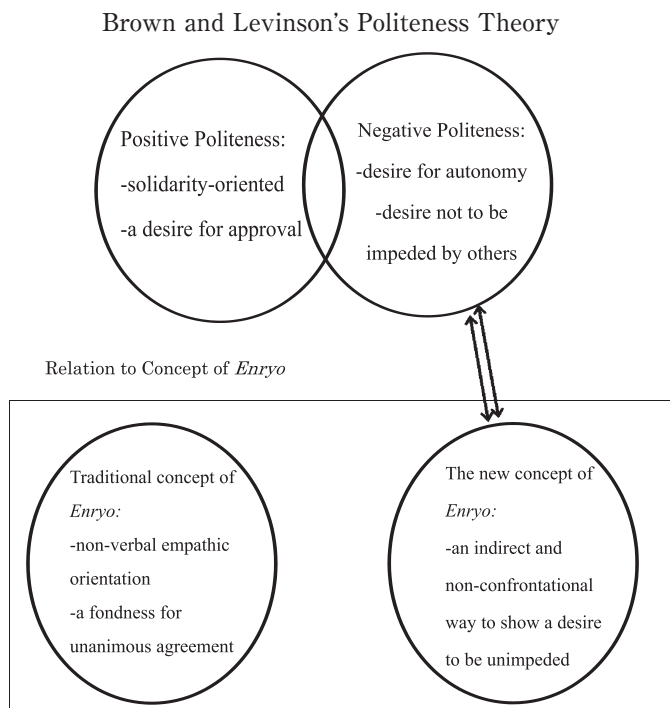 Brown and Levinson's Politeness Theory
Positive Politeness:
-solidarity-oriented
-a desire for approval
Negative Politeness:
-desire for autonomy
-desire not to be
impeded by others
Relation to Concept of Enryo
Traditional concept of
Enryo:
-non-verbal empathic
orientation
-a fondness for
unanimous agreement
The new concept of
Enryo:
-an indirect and
non-confrontational
way to show a desire
to be unimpeded